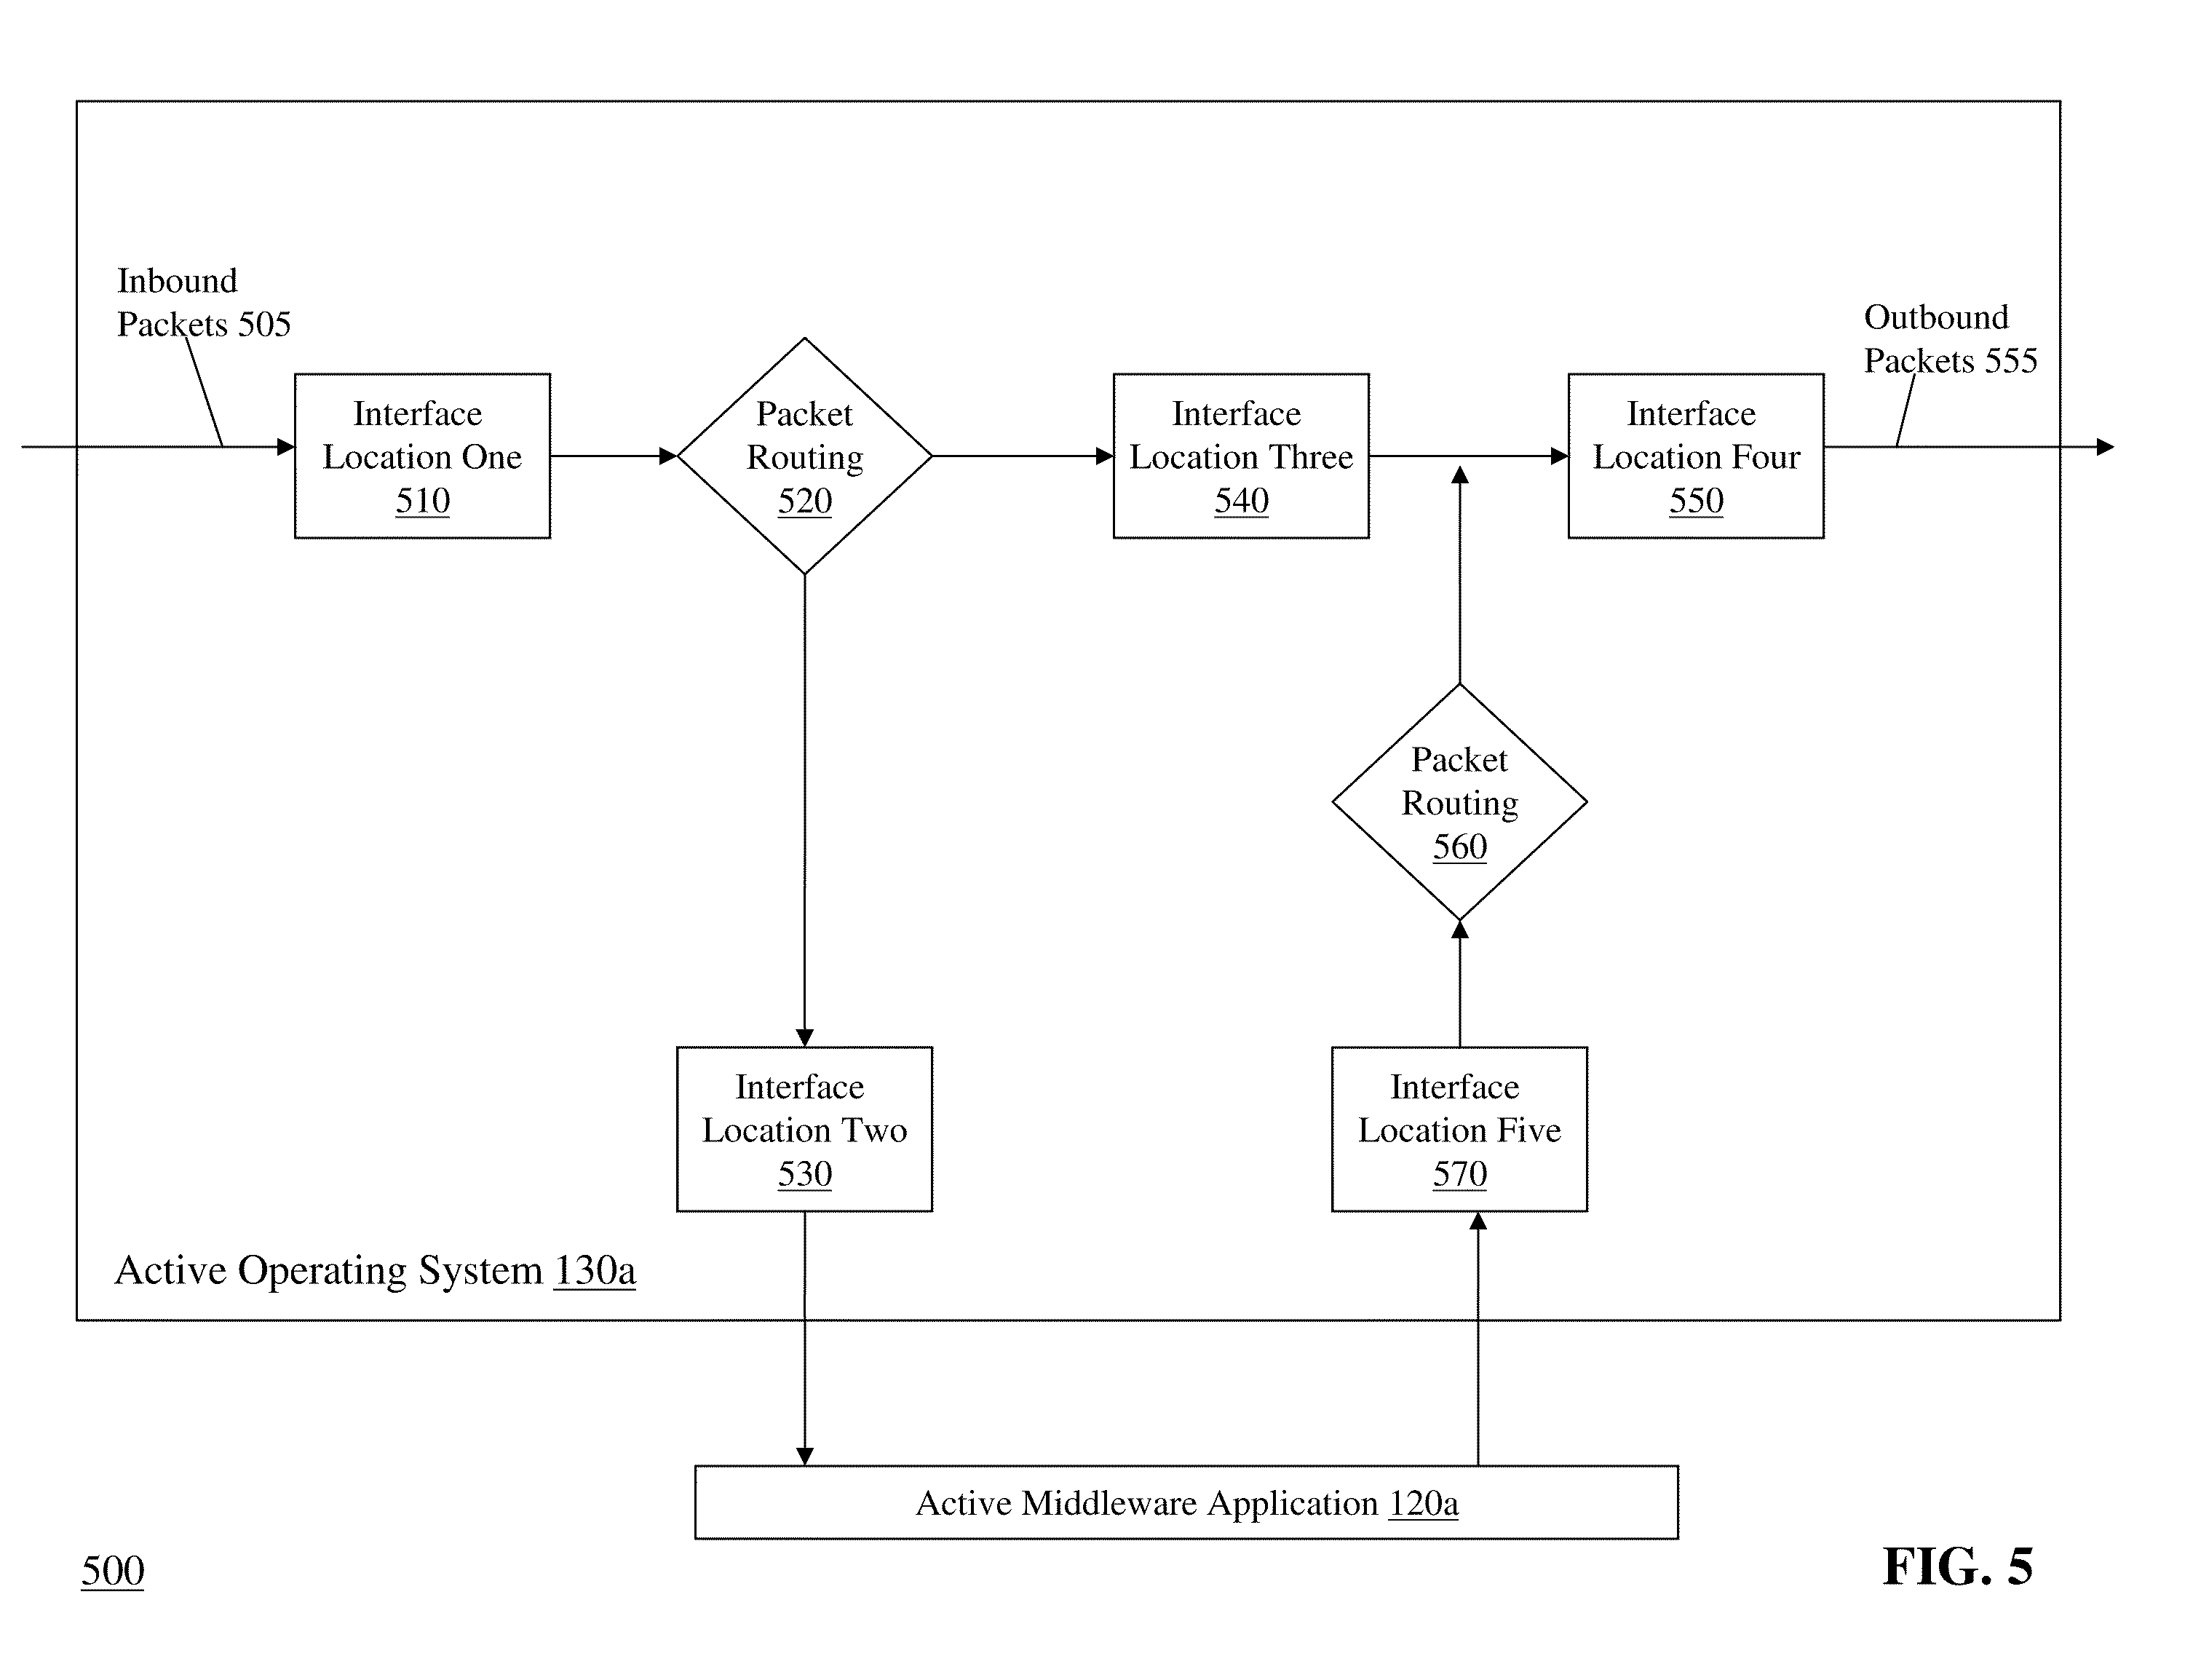 Inbound
Packets 505
Outbound
Packets 555
Interface
Location One
510
Packet
Routing
520
Interface
Location Three
540
Interface
Location Four
550
Packet
Routing
560
Interface
Location Two
530
Interface
Location Five
570
Active Operating System 130a
Active Middleware Application 120a
500
FIG. 5